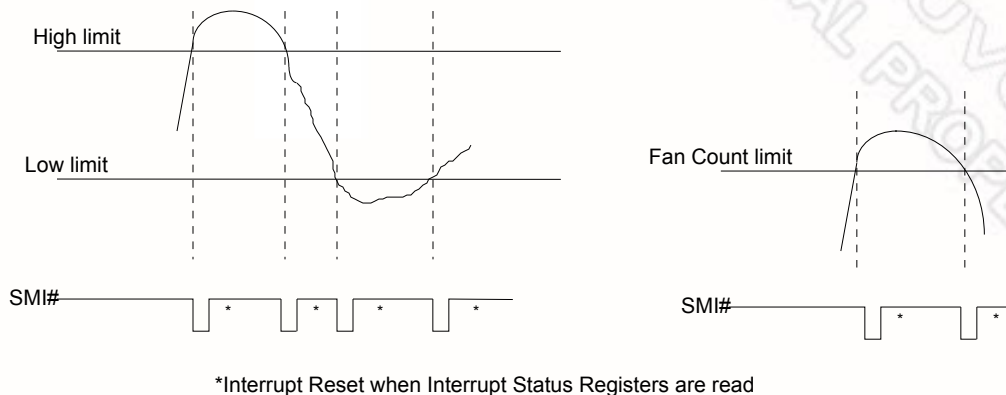 High limit
Low limit
SMI#
* * * *
Fan Count limit
SMI#
* *
*Interrupt Reset when Interrupt Status Registers are read